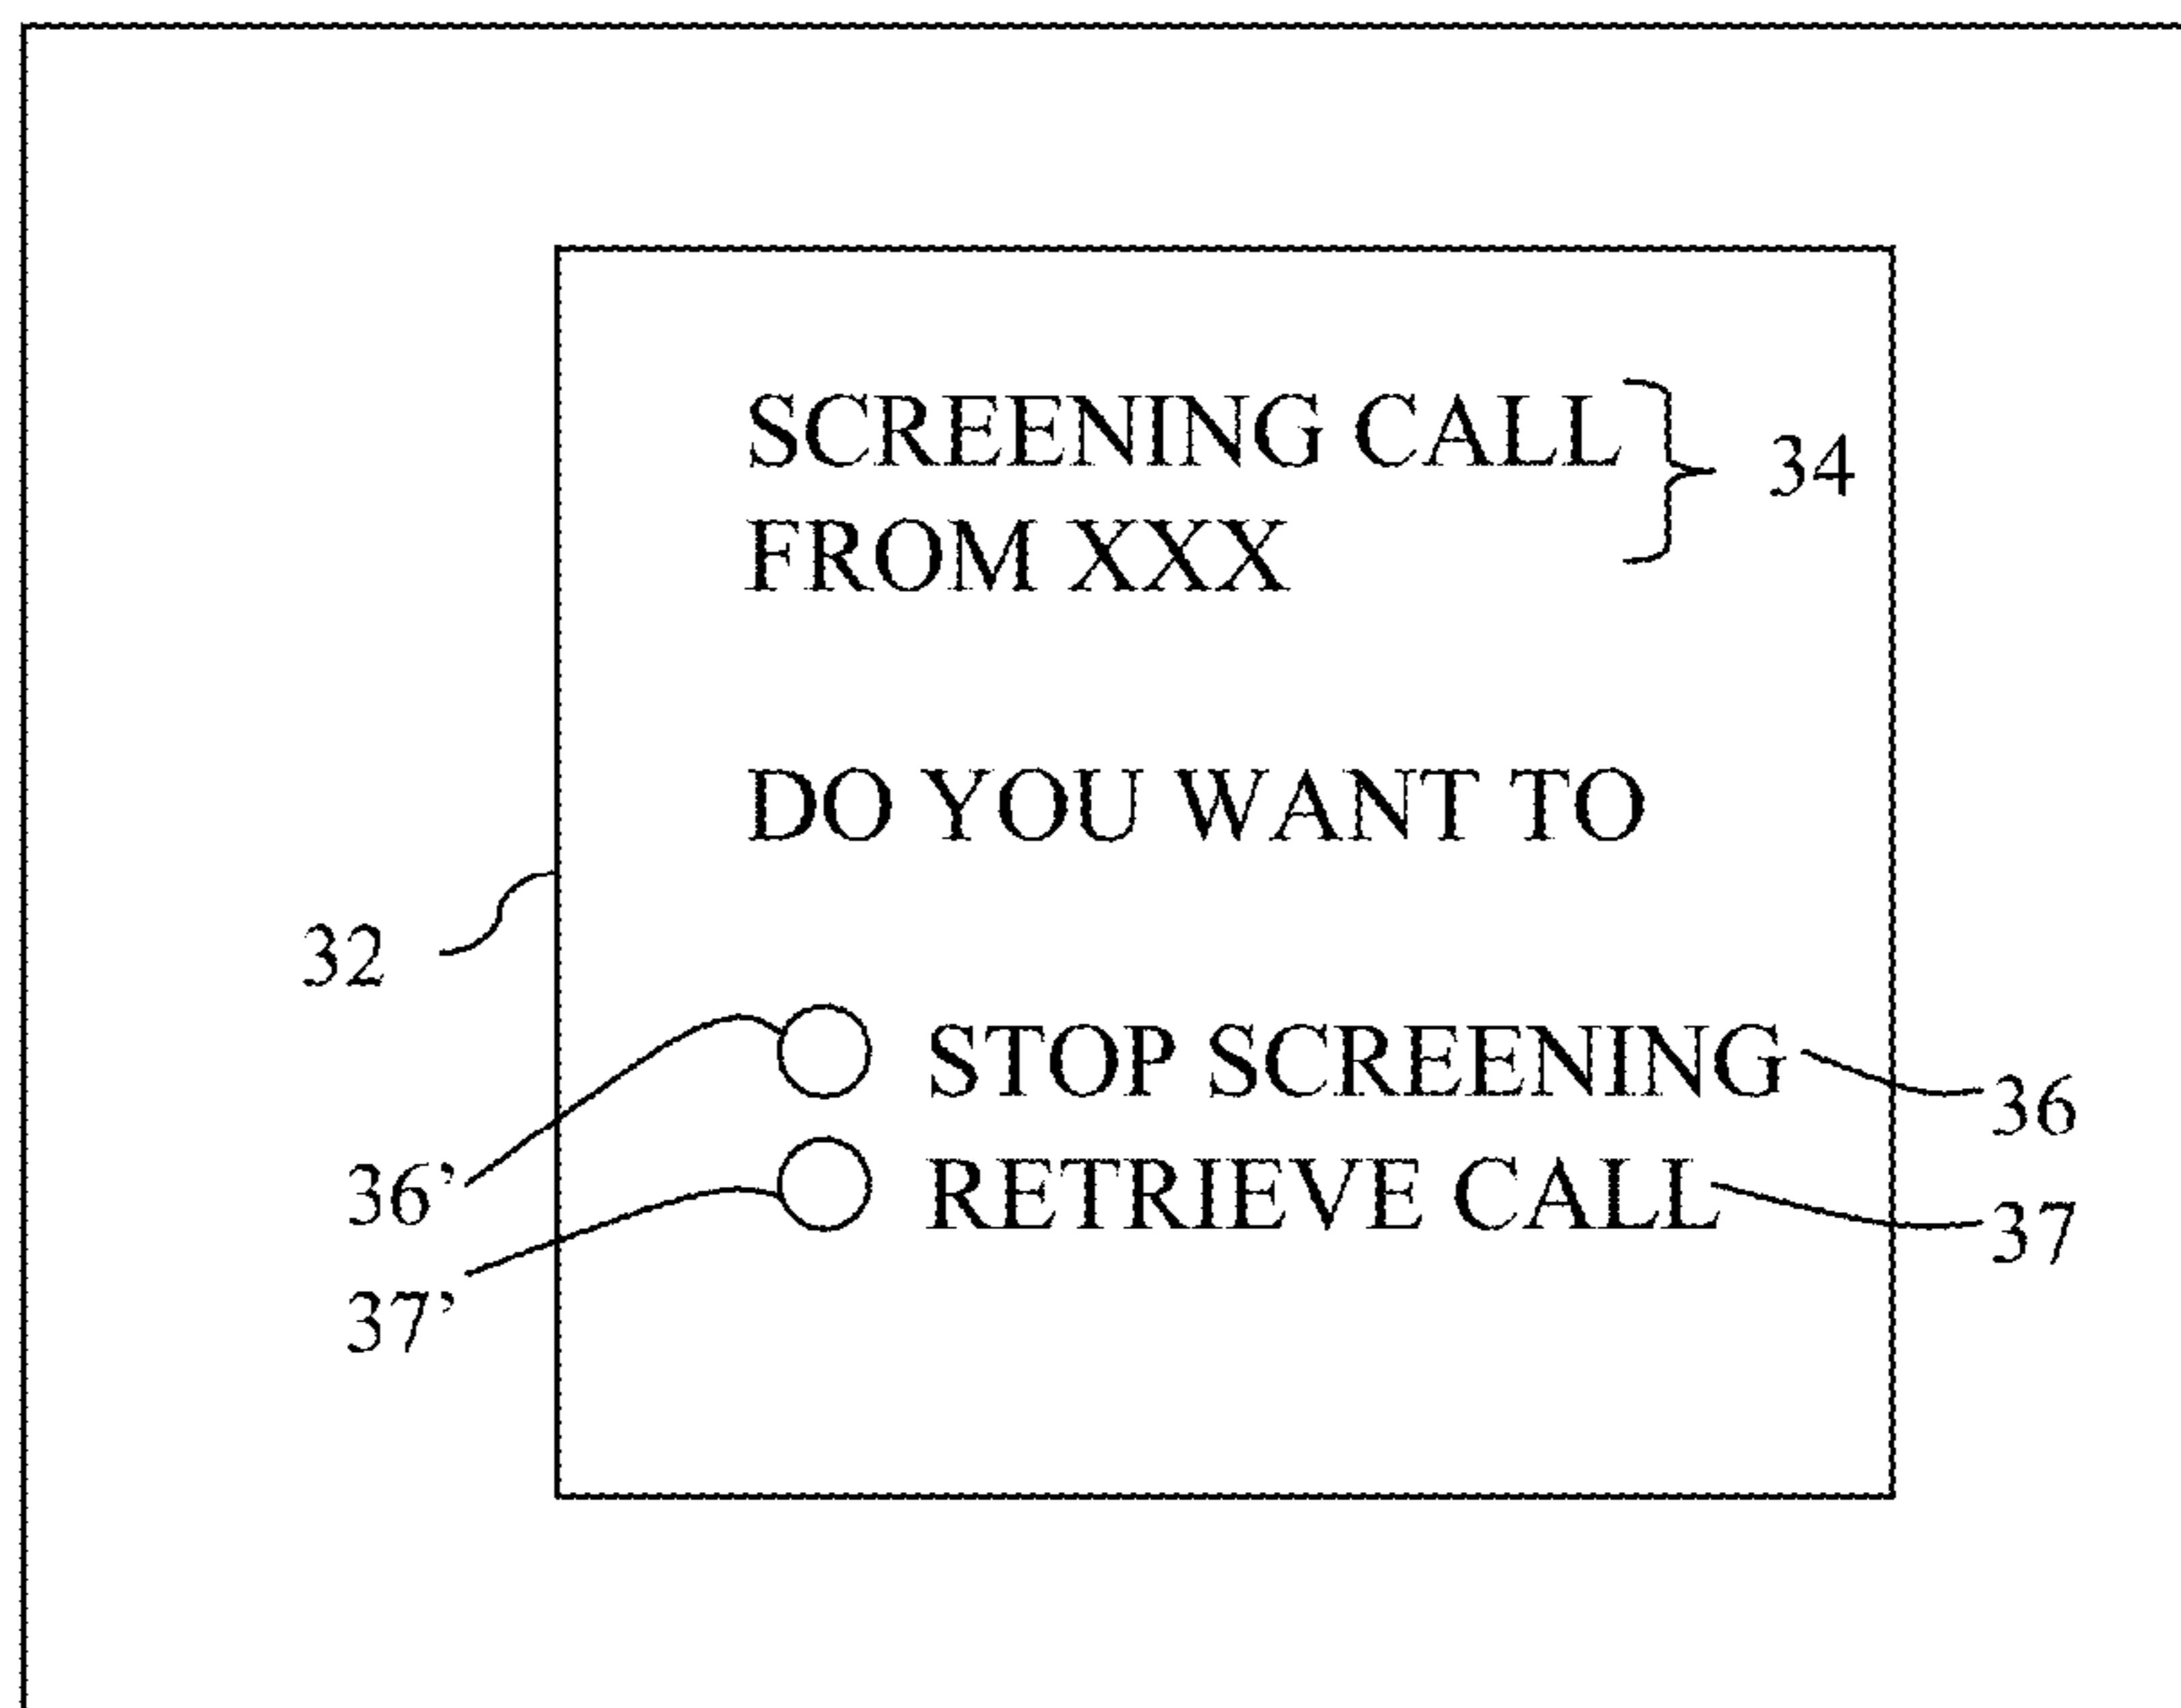 SCREENING CALL
34
FROM XXX
DO YOU WANT TO
32
STOP SCREENING
36
36’
RETRIEVE CALL
37
37’